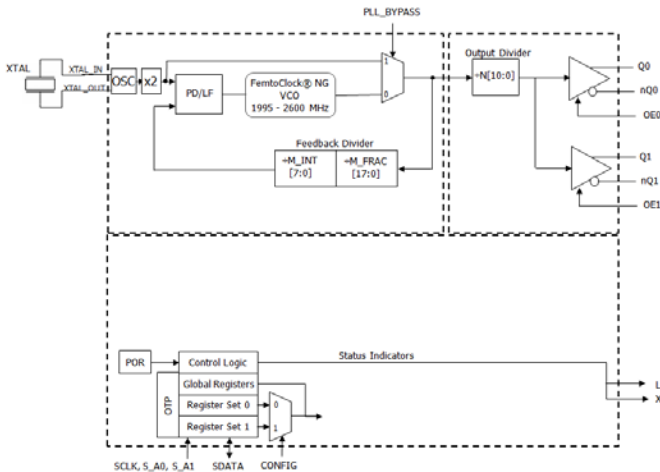 PLL_BYPASS
XTAL
XTAL_IN
OSC
x2
XTAL_OUT
PD/LF
FemtoClock® NG
VCO
1995 - 2600 MHz
1
0
Output Divider
÷N[10:0]
Q0
nQ0
OE0
Feedback Divider
÷M_INT
[7:0]
÷M_FRAC
[17:0]
Q1
nQ1
OE1
POR
Control Logic
Status Indicators
OTP
Global Registers
Register Set 0
0
Register Set 1
1
L
X
SCLK, S_A0, S_A1
SDATA
CONFIG